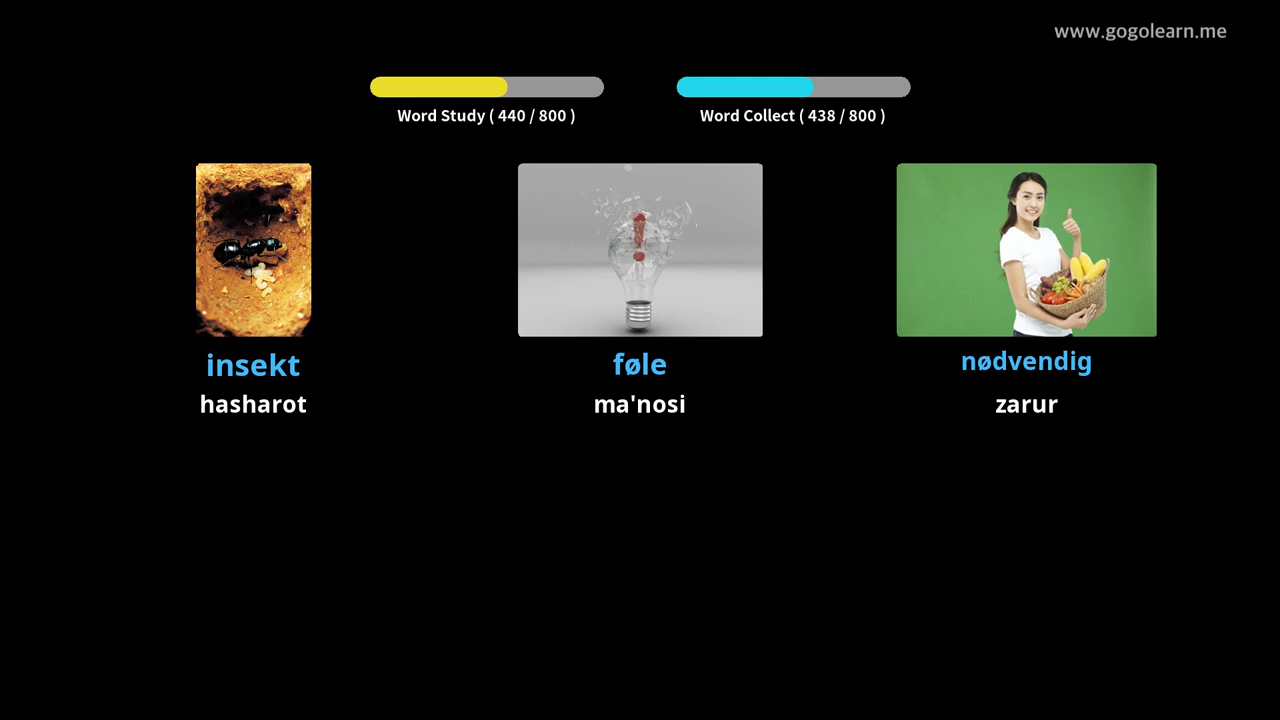 www.gogolearn.me
Word Study ( 440 / 800 )
Word Collect ( 438 / 800 )
insekt
føle
nødvendig
hasharot
ma'nosi
zarur